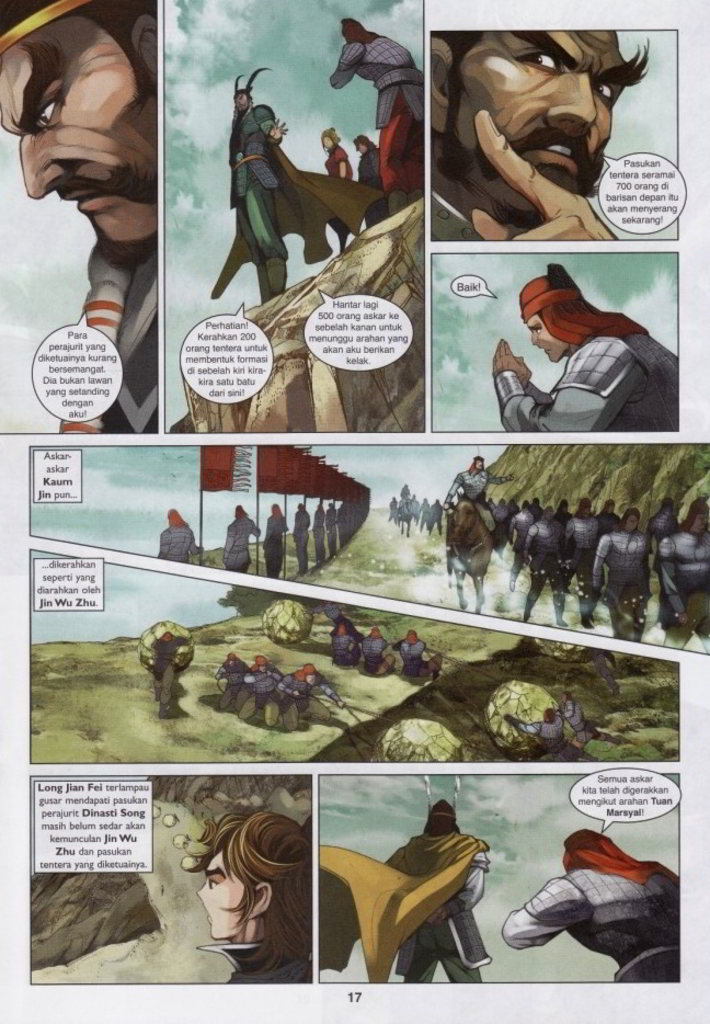 Para
perajurit yang
diketuainya kurang
bersemangat.
Dia bukan lawan
yang setanding
dengan
aku!
Perhatian!
Kerahkan 200
orang tentera untuk
membentuk formasi
di sebelah kiri kira-
kira satu batu
dari sini!
Hantar lagi
500 orang askar ke
sebelah kanan untuk
menunggu arahan yang
akan aku berikan
kelak.
Pasukan
tentera seramai
700 orang di
barisan depan itu
akan menyerang
sekarang!
Baik!
Askar-
askar
Kaum
Jin pun...
...dikerahkan
seperti yang
diarahkan oleh
Jin Wu Zhu.
Long Jian Fei terlampau
gusar mendapati pasukan
perajurit Dinasti Song
masih belum sedar akan
kemunculan Jin Wu
Zhu dan pasukan
tentera yang diketuainya.
Semua askar
kita telah digerakkan
mengikut arahan Tuan
Marsyal!
17